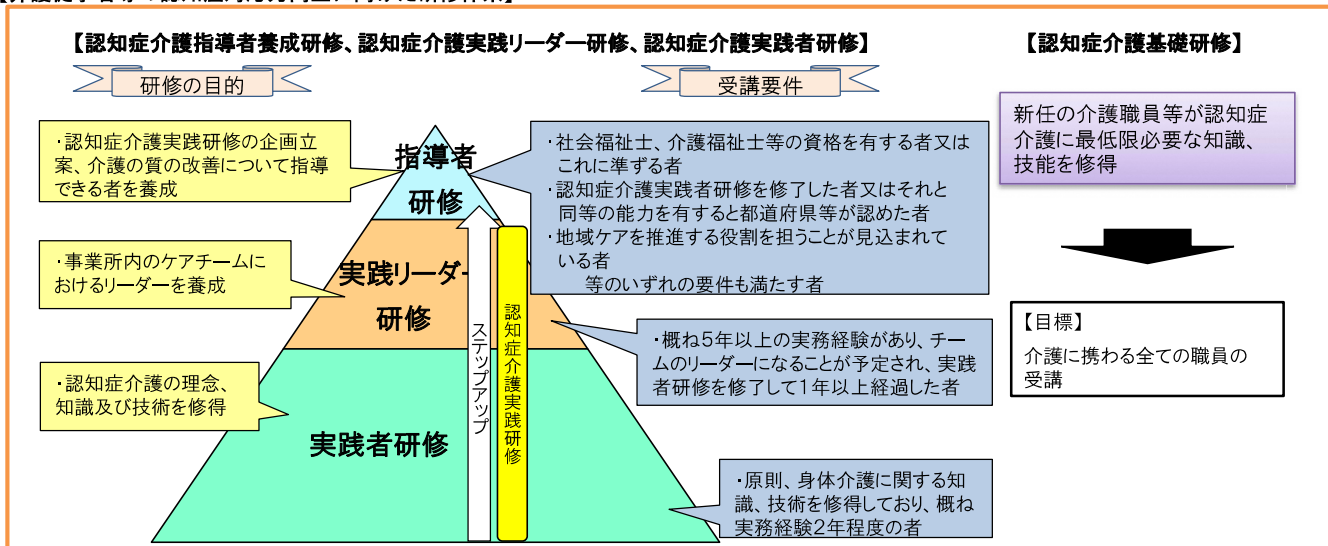 【認知症介護指導者養成研修、認知症介護実践リーダー研修、認知症介護実践者研修】
【認知症介護基礎研修】
研修の目的
受講要件
・認知症介護実践研修の企画立
案、介護の質の改善について指導
できる者を養成
・事業所内のケアチームに
おけるリーダーを養成
・認知症介護の理念、
知識及び技術を修得
指導者
研修
実践リーダー
研修
実践者研修
ステップアップ
認知症介護実践研修
・社会福祉士、介護福祉士等の資格を有する者又は
これに準ずる者
・認知症介護実践者研修を修了した者又はそれと
同等の能力を有すると都道府県等が認めた者
・地域ケアを推進する役割を担うことが見込まれて
いる者
等のいずれの要件も満たす者
・概ね5年以上の実務経験があり、チー
ムのリーダーになることが予定され、実践
者研修を修了して1年以上経過した者
・原則、身体介護に関する知
識、技術を修得しており、概ね
実務経験2年程度の者
新任の介護職員等が認知症
介護に最低限必要な知識、
技能を修得
【目標】
介護に携わる全ての職員の
受講